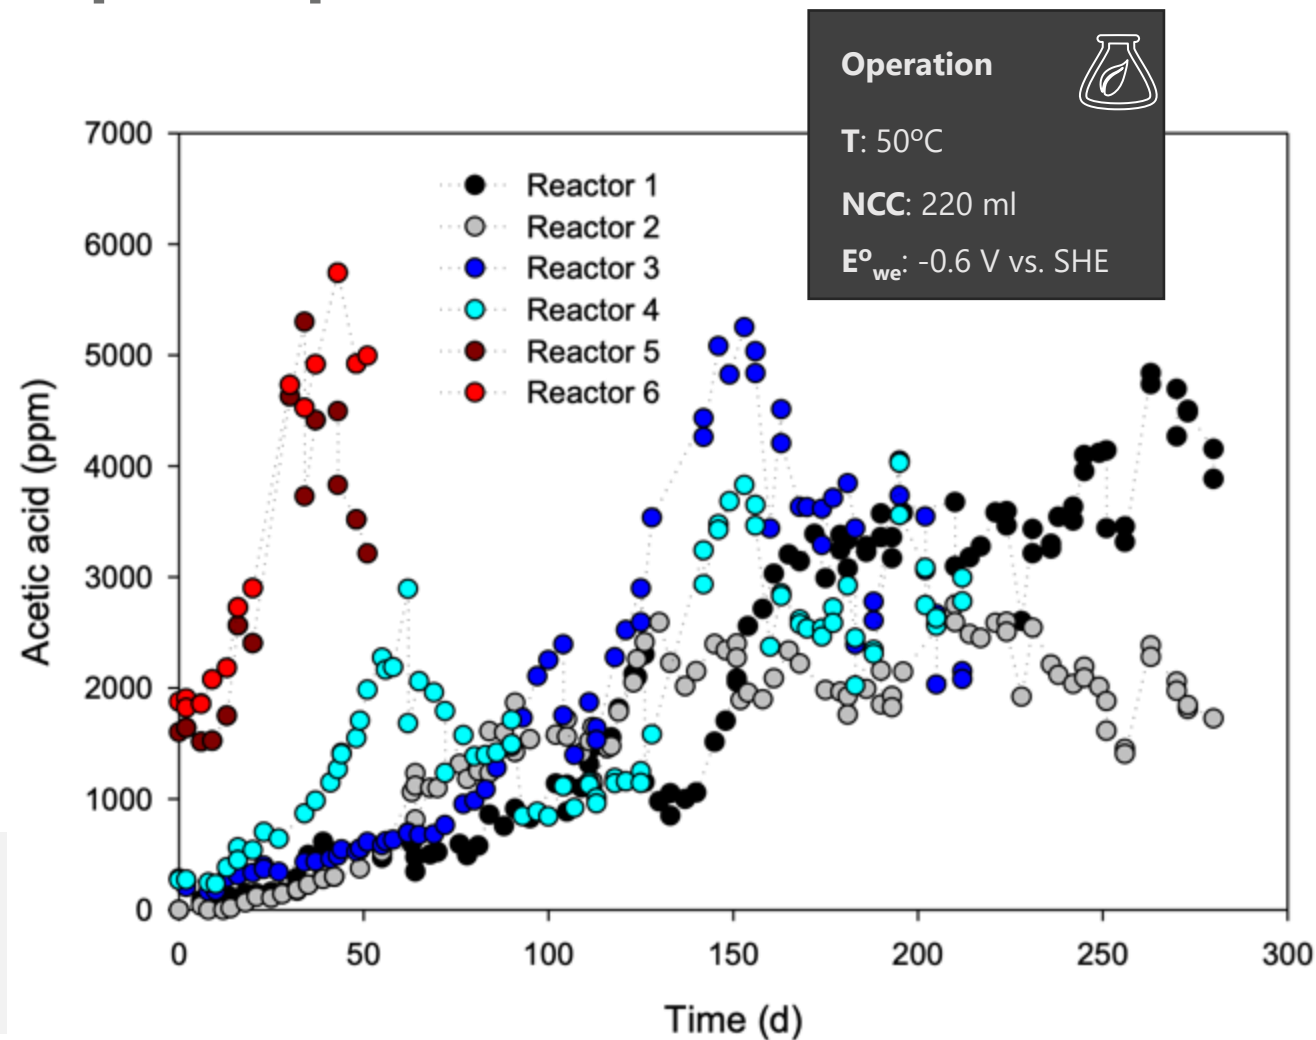 Operation
T: 50ºC
NCC: 220 ml
Eºwe: -0.6 V vs. SHE
7000
6000
5000
4000
3000
2000
1000
0
Acetic acid (ppm)
Reactor 1
Reactor 2
Reactor 3
Reactor 4
Reactor 5
Reactor 6
0 50 100 150 200 250 300
Time (d)